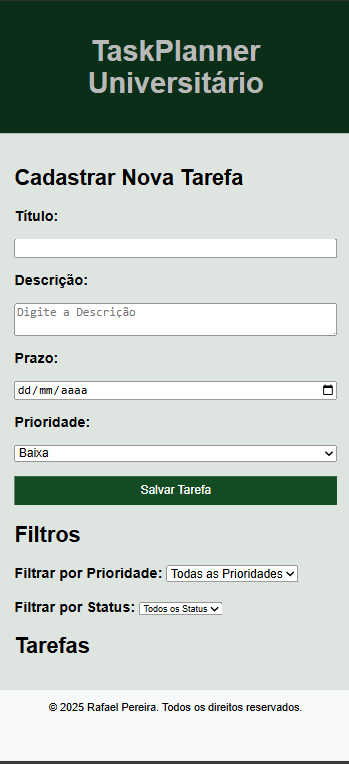 TaskPlanner
Universitário
Cadastrar Nova Tarefa
Título:
Descrição:
Digite a Descrição
Prazo:
dd/mm/aaaa
Prioridade:
Baixa
Salvar Tarefa
Filtros
Filtrar por Prioridade: Todas as Prioridades
Filtrar por Status: Todos os Status
Tarefas
© 2025 Rafael Pereira. Todos os direitos reservados.